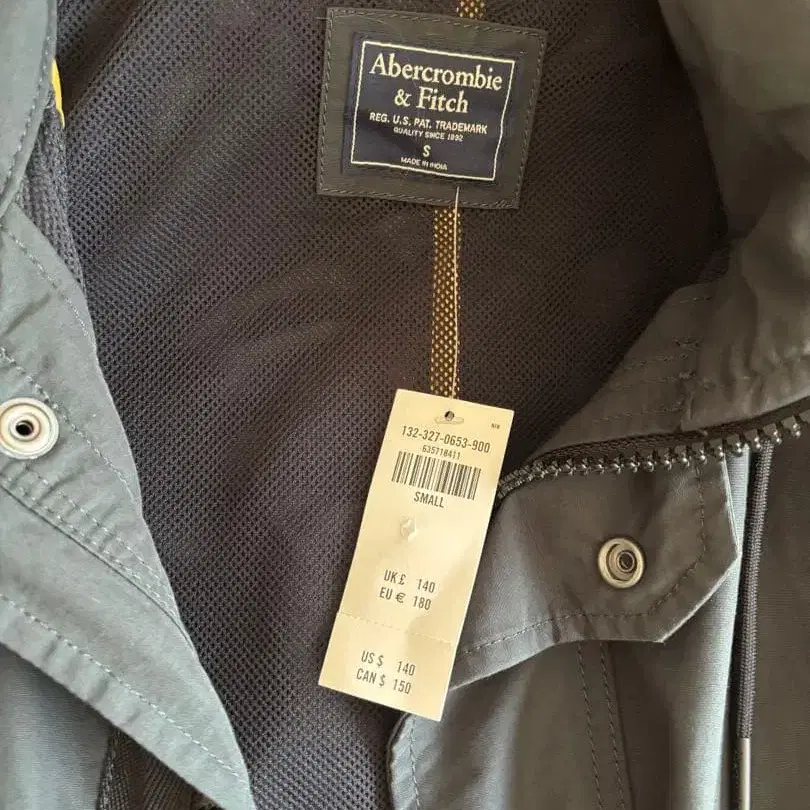 Abercrombie
& Fitch
REG. U.S. PAT. TRADEMARK
QUALITY SINCE 1892
S
MADE IN INDIA
132-327-0653-900
635718411
SMALL
UK £ 140
EU € 180
US $ 140
CAN $ 150